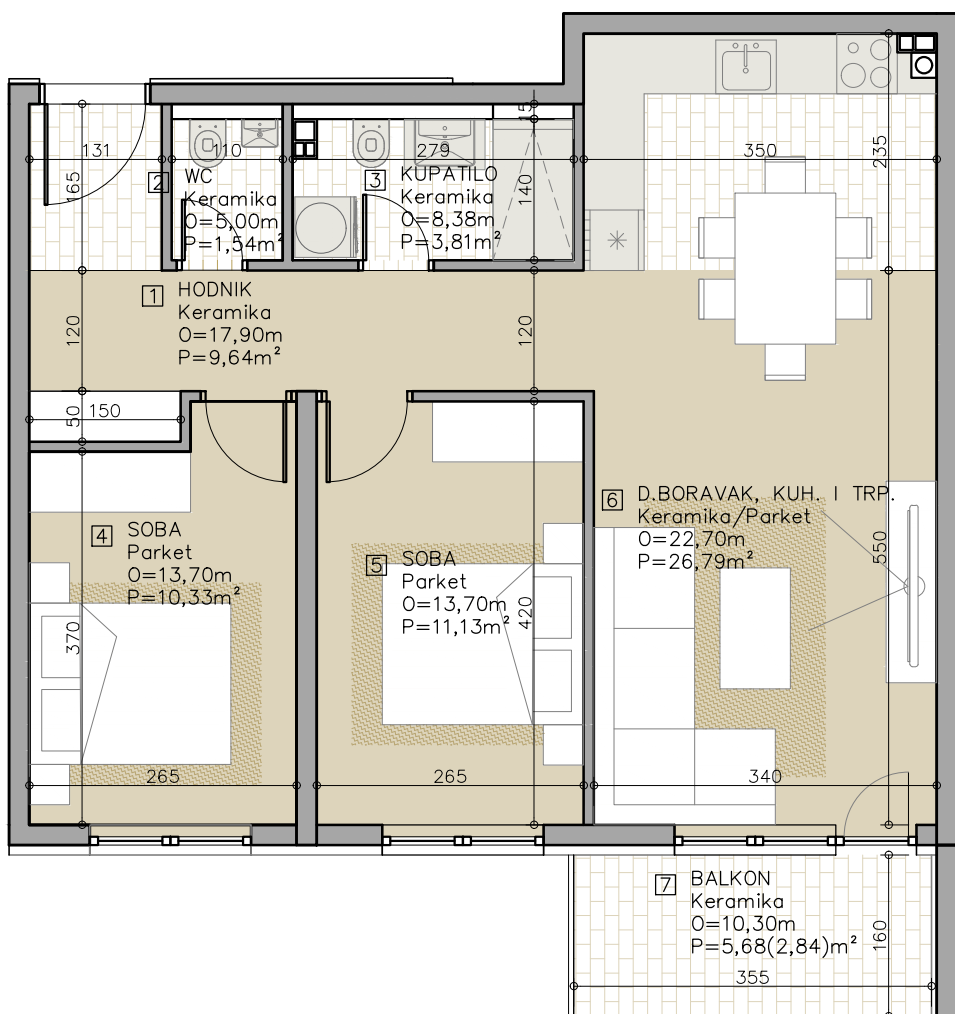 15
131
110
279
350
235
165
140
2
WC
Keramika
O=5,00m
P=1,54m²
3
KUPATILO
Keramika
O=8,38m
P=3,81m²
1
HODNIK
Keramika
O=17,90m
P=9,64m²
120
120
50
150
4
SOBA
Parket
O=13,70m
P=10,33m²
370
265
5
SOBA
Parket
O=13,70m
P=11,13m²
420
265
6
D.BORAVAK, KUH. I TRP.
Keramika/Parket
O=22,70m
P=26,79m²
550
340
7
BALKON
Keramika
O=10,30m
P=5,68(2,84)m²
160
355